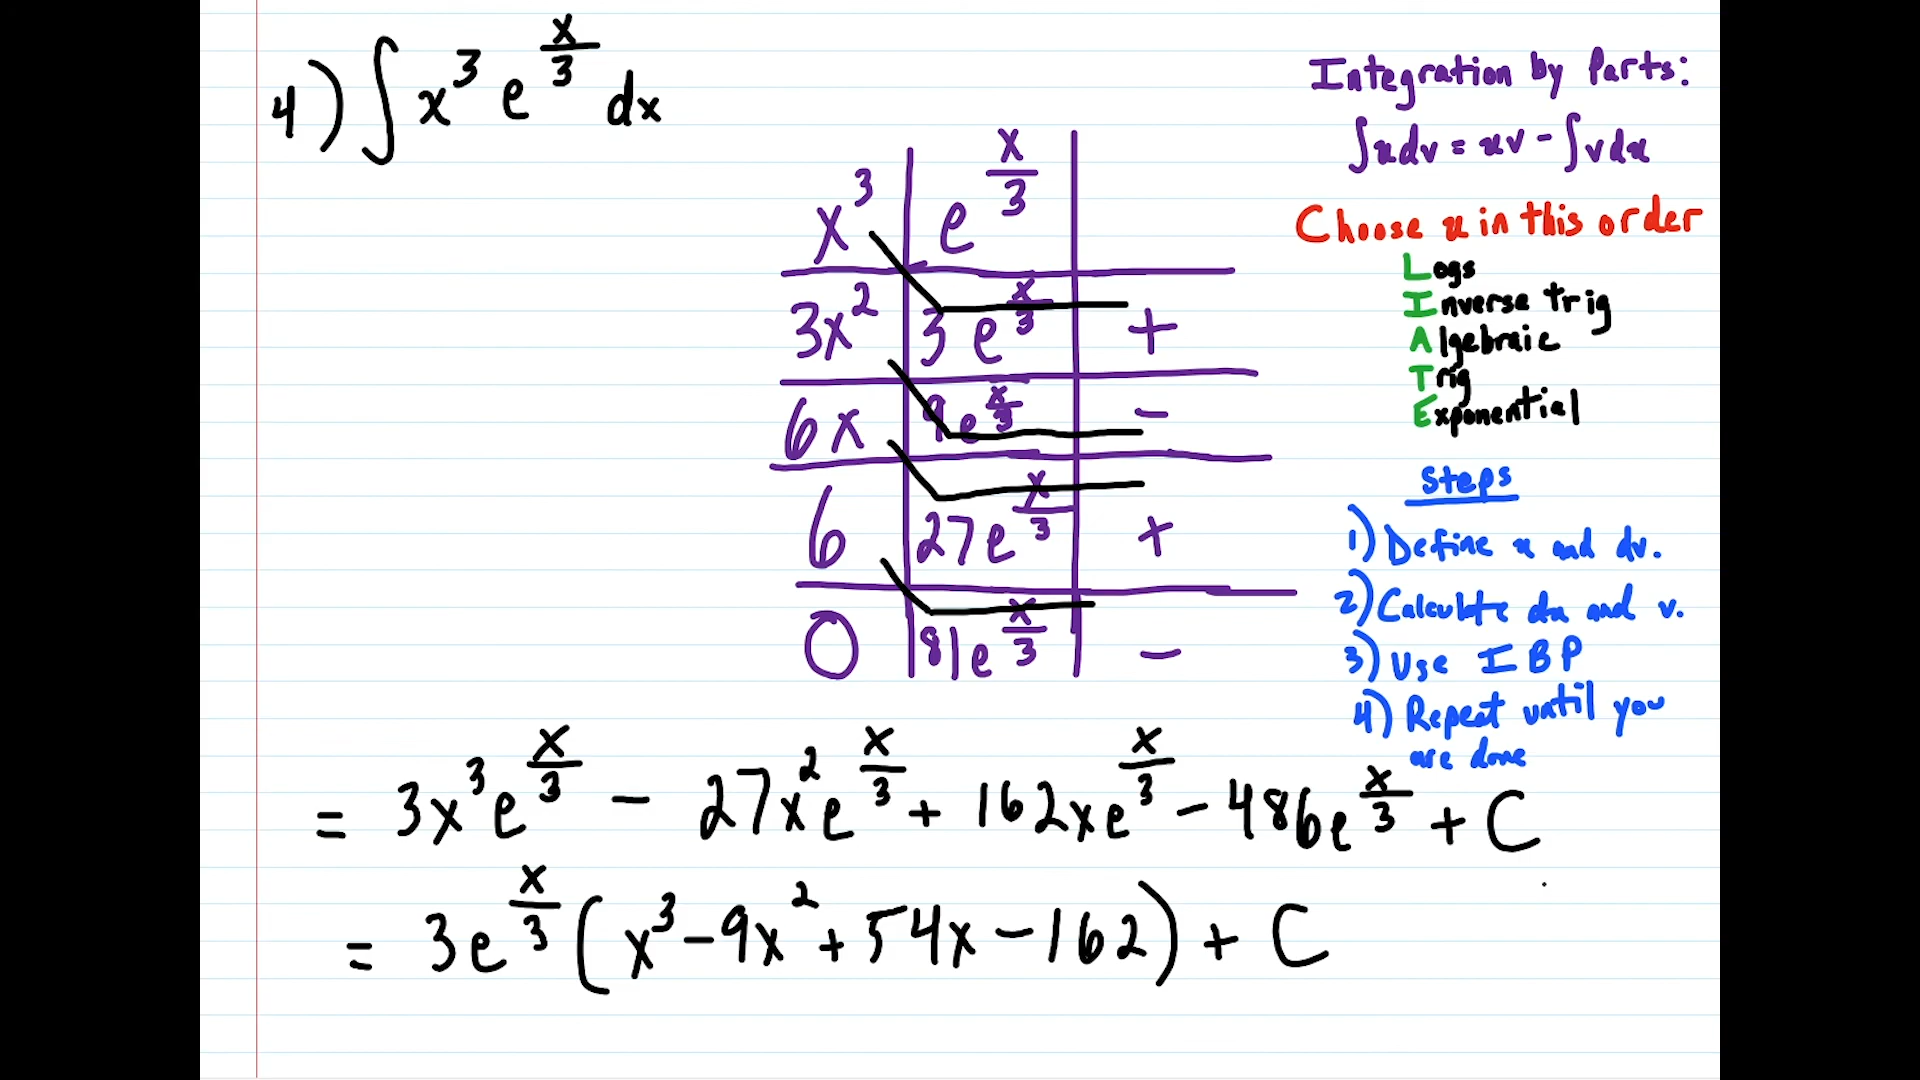 4) ∫ x³ e^(x/3) dx
Integration by Parts:
∫udv = uv - ∫vdu
Choose u in this order
Logs
Inverse trig
Algebraic
Trig
Exponential
Steps
1) Define u and dv.
2) Calculate du and v.
3) Use IBP
4) Repeat until you
are done
x³ e^(x/3)
3x² 3e^(x/3) +
6x 9e^(x/3) -
6 27e^(x/3) +
0 81e^(x/3) -
= 3x³e^(x/3) - 27x²e^(x/3) + 162xe^(x/3) - 486e^(x/3) + C
= 3e^(x/3) (x³ - 9x² + 54x - 162) + C